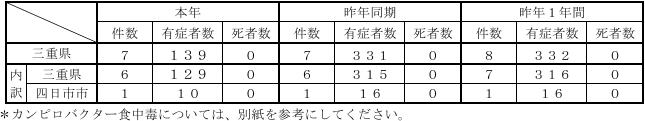 本年 昨年同期 昨年１年間
件数 有症者数 死者数 件数 有症者数 死者数 件数 有症者数 死者数
三重県 ７ １３９ ０ ７ ３３１ ０ ８ ３３２ ０
内訳 三重県 ６ １２９ ０ ６ ３１５ ０ ７ ３１６ ０
四日市市 １ １０ ０ １ １６ ０ １ １６ ０
＊カンピロバクター食中毒については、別紙を参考にしてください。